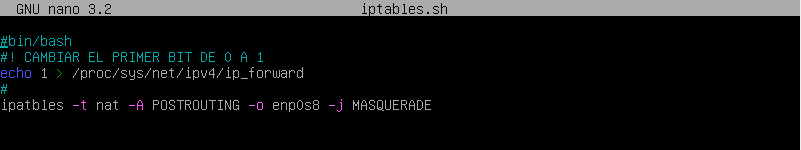 GNU nano 3.2 iptables.sh
#bin/bash
#! CAMBIAR EL PRIMER BIT DE 0 A 1
echo 1 > /proc/sys/net/ipv4/ip_forward
#
ipatbles -t nat -A POSTROUTING -o enp0s8 -j MASQUERADE